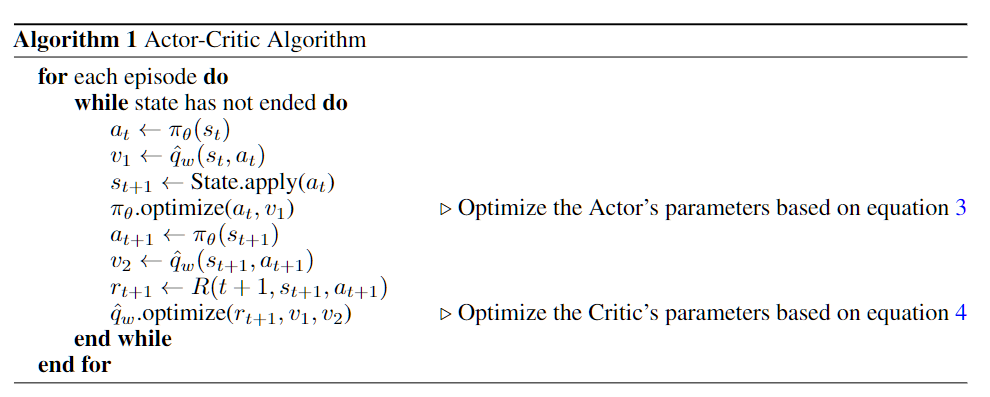 Algorithm 1 Actor-Critic Algorithm
for each episode do
while state has not ended do
a_t ← π_θ(s_t)
v_1 ← q̂_w(s_t, a_t)
s_{t+1} ← State.apply(a_t)
π_θ.optimize(a_t, v_1) ▷ Optimize the Actor's parameters based on equation 3
a_{t+1} ← π_θ(s_{t+1})
v_2 ← q̂_w(s_{t+1}, a_{t+1})
r_{t+1} ← R(t + 1, s_{t+1}, a_{t+1})
q̂_w.optimize(r_{t+1}, v_1, v_2) ▷ Optimize the Critic's parameters based on equation 4
end while
end for